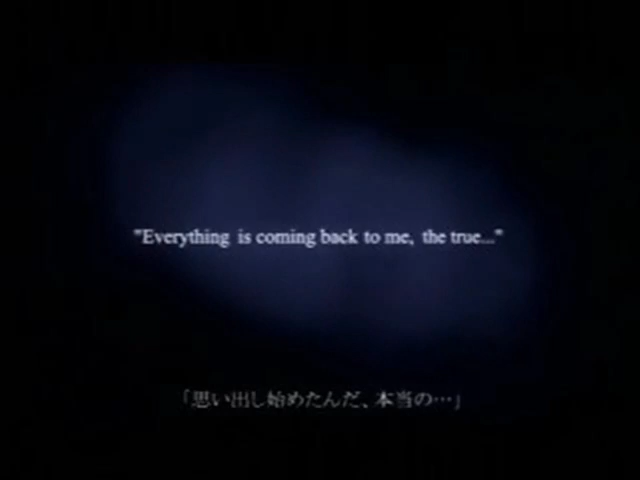 "Everything is coming back to me, the true..."
「思い出し始めたんだ、本当の…」